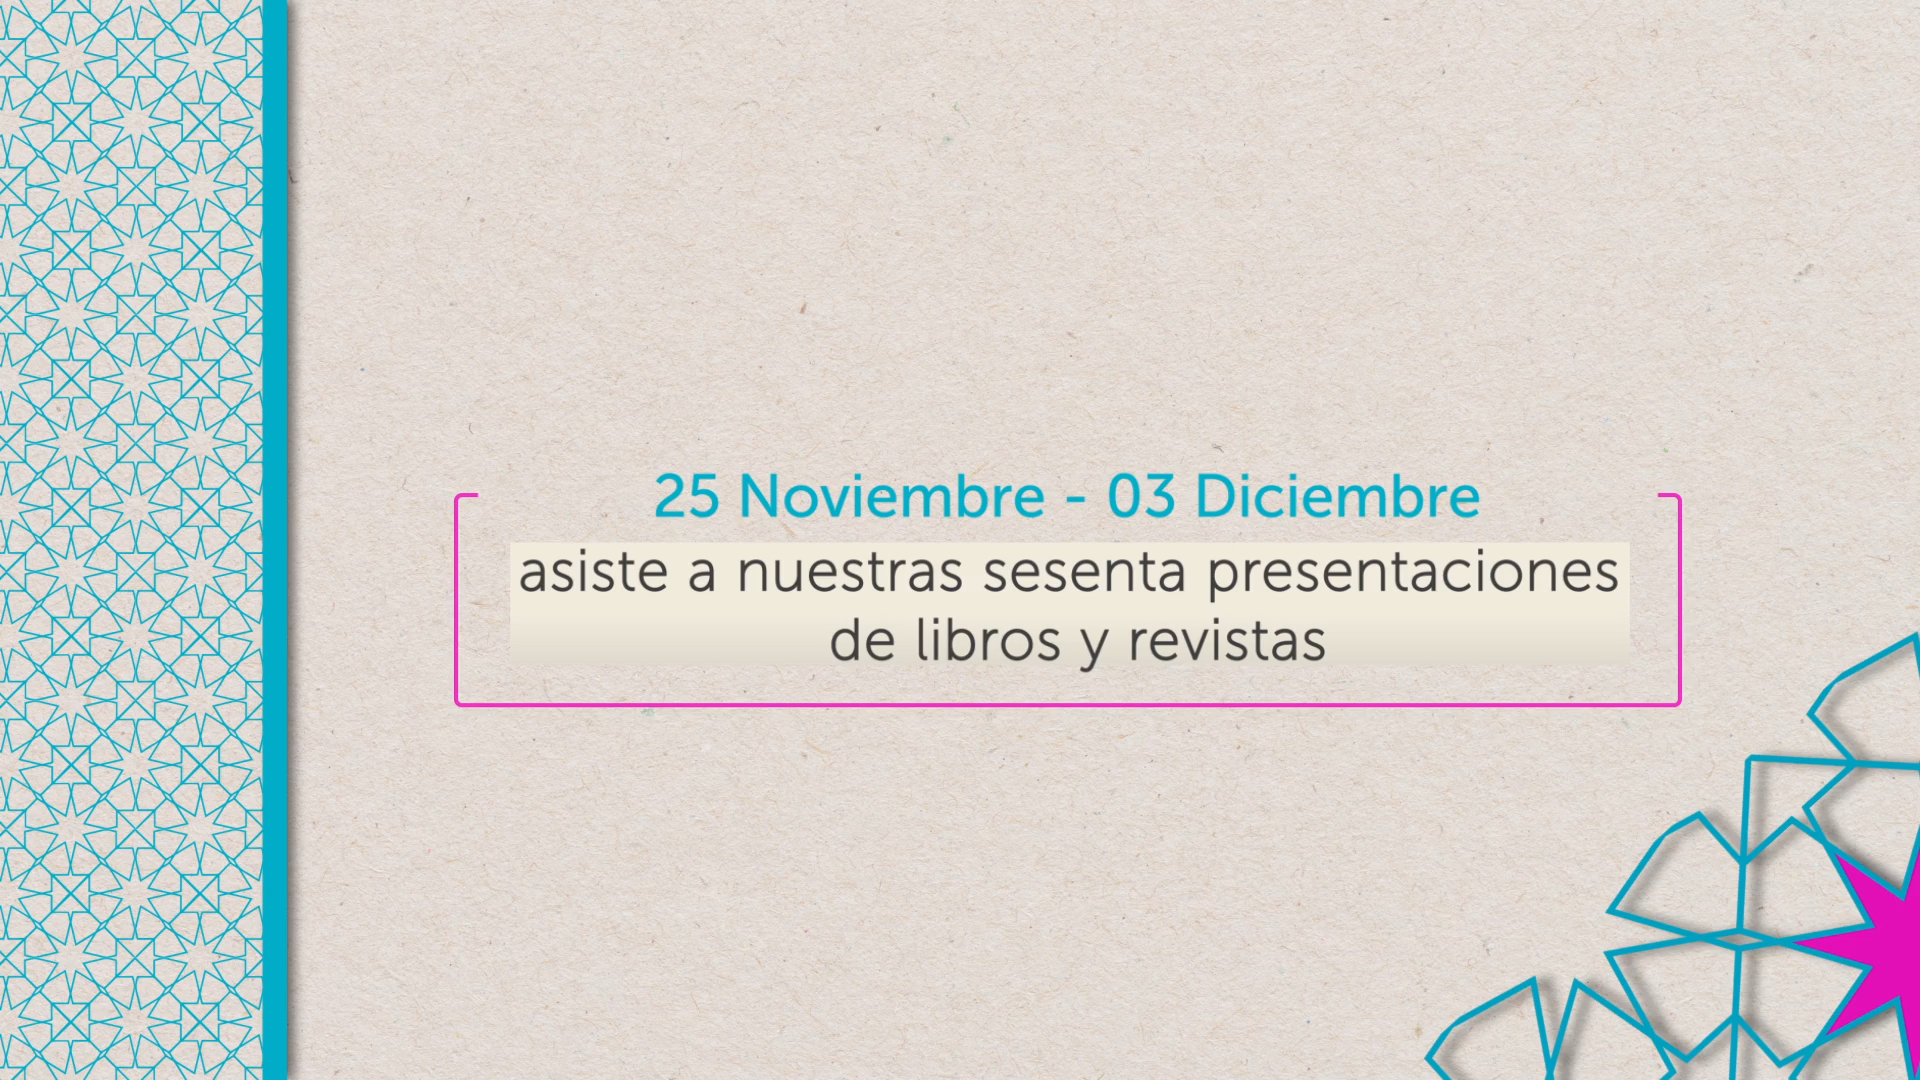 25 Noviembre - 03 Diciembre
asiste a nuestras sesenta presentaciones
de libros y revistas